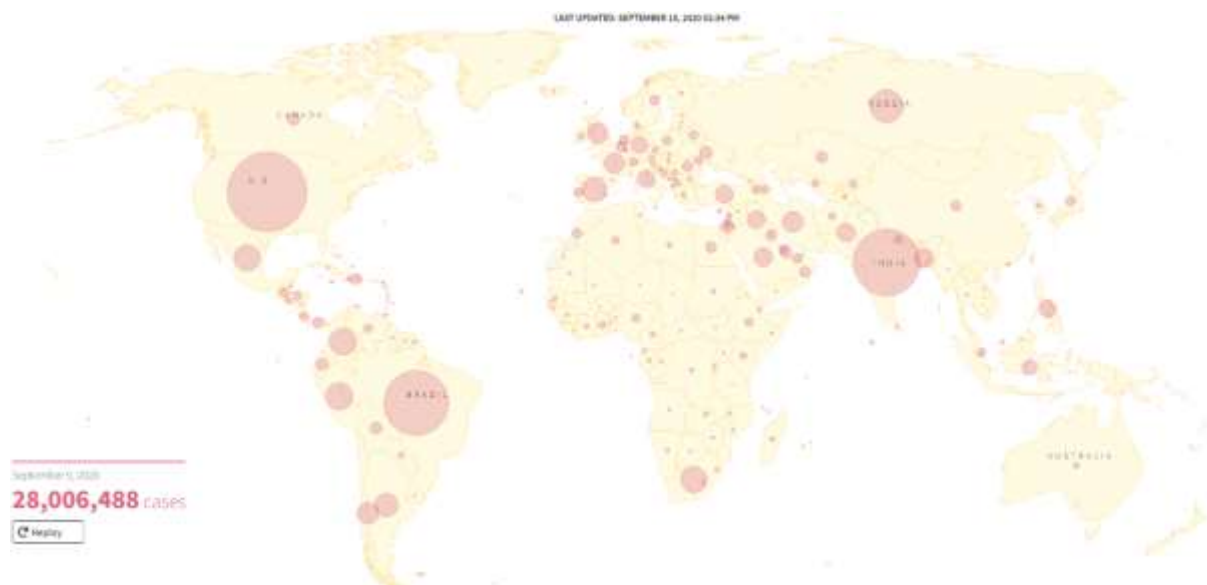 LAST UPDATED: SEPTEMBER 10, 2020 03:04 PM
CANADA
RUSSIA
U.S.
INDIA
BRAZIL
AUSTRALIA
September 9, 2020
28,006,488 cases
Replay